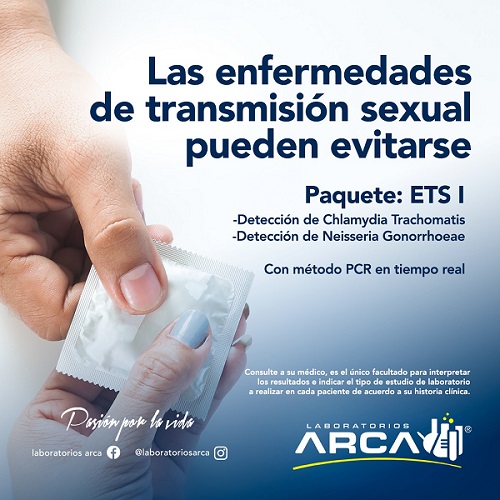 Las enfermedades
de transmisión sexual
pueden evitarse
Paquete: ETS I
-Detección de Chlamydia Trachomatis
-Detección de Neisseria Gonorrhoeae
Con método PCR en tiempo real
Consulte a su médico, es el único facultado para interpretar
los resultados e indicar el tipo de estudio de laboratorio
a realizar en cada paciente de acuerdo a su historia clínica.
Pasión por la vida
laboratorios arca @laboratoriosarca
LABORATORIOS
ARCA ®